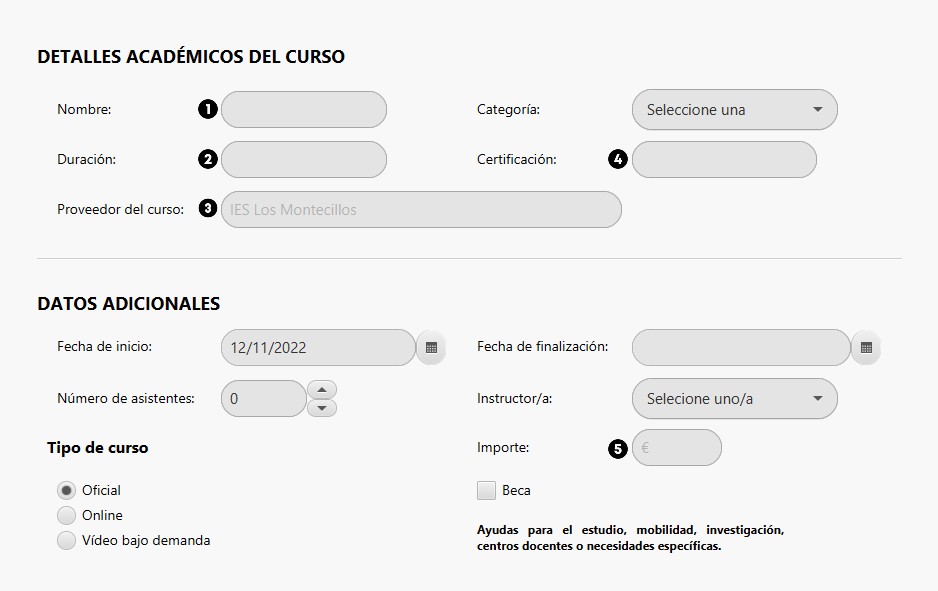 DETALLES ACADÉMICOS DEL CURSO
Nombre: 1 Categoría: Seleccione una
Duración: 2 Certificación: 4
Proveedor del curso: 3 IES Los Montecillos
DATOS ADICIONALES
Fecha de inicio: 12/11/2022 Fecha de finalización:
Número de asistentes: 0 Instructor/a: Selecione uno/a
Tipo de curso Importe: 5 €
Oficial Beca
Online
Vídeo bajo demanda
Ayudas para el estudio, mobilidad, investigación,
centros docentes o necesidades específicas.